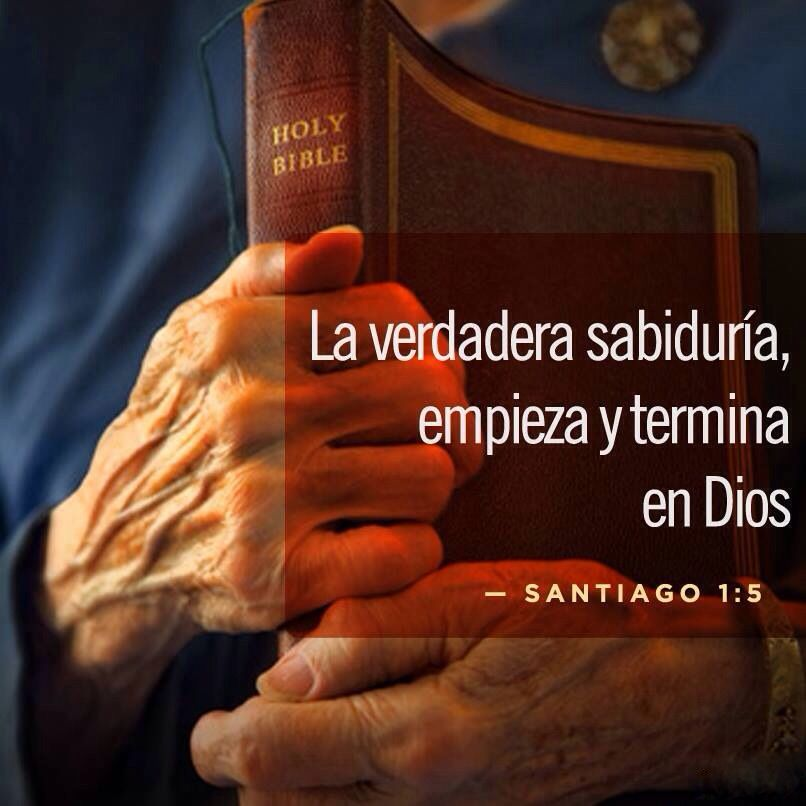 HOLY
BIBLE
La verdadera sabiduría,
empieza y termina
en Dios
— SANTIAGO 1:5